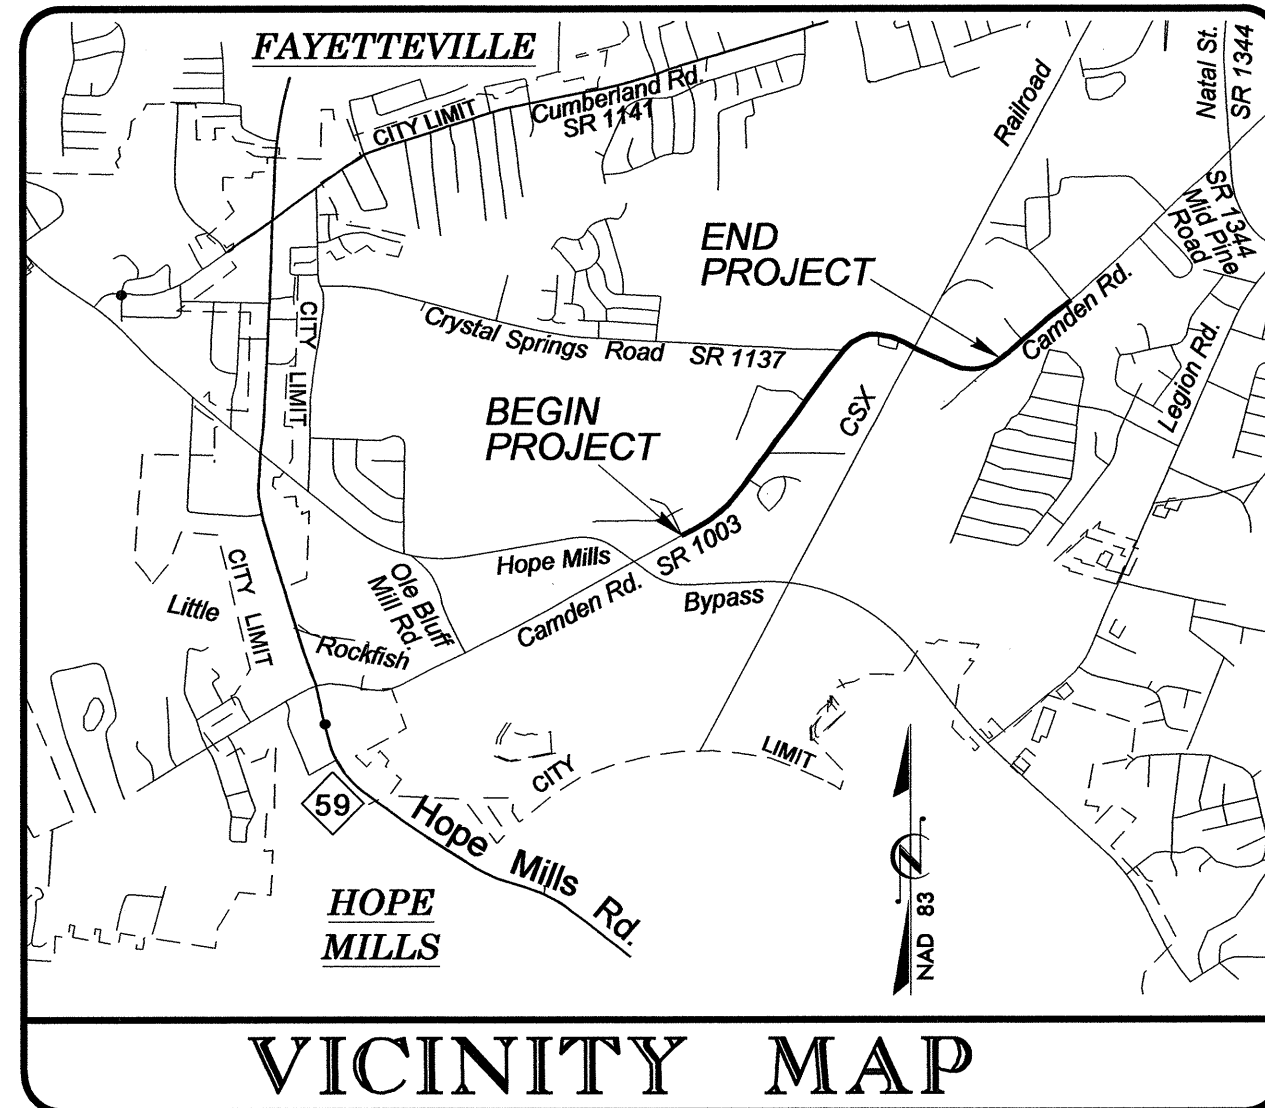 FAYETTEVILLE
Natal St.
SR 1344
Railroad
CITY LIMIT
Cumberland Rd.
SR 1141
SR 1344
Mid Pine
Road
END
PROJECT
Camden Rd.
CITY LIMIT
Crystal Springs Road SR 1137
Legion Rd.
CSX
BEGIN
PROJECT
SR 1003
Hope Mills
Bypass
Ole Bluff
Mill Rd.
Camden Rd.
CITY LIMIT
Little
Rockfish
CITY
LIMIT
59
Hope Mills Rd.
N
NAD 83
HOPE
MILLS
VICINITY MAP